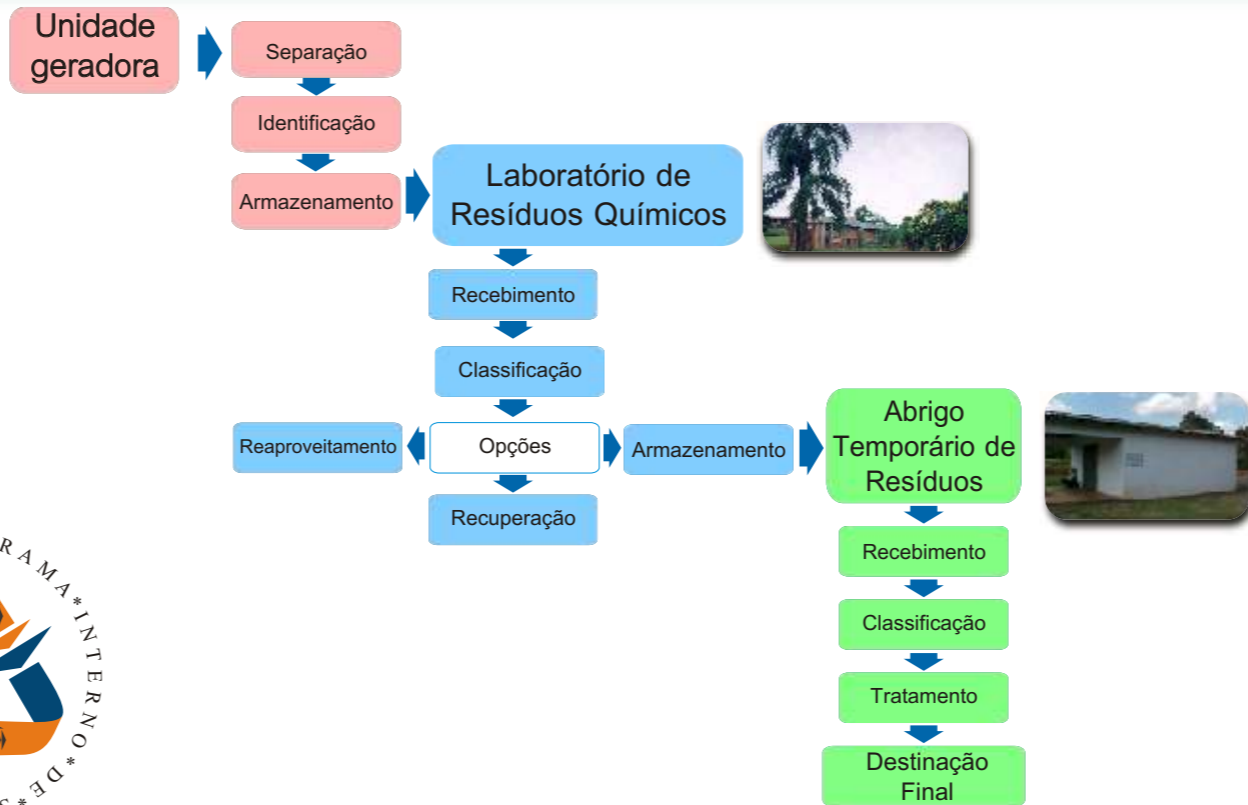 Unidade
geradora
Separação
Identificação
Armazenamento
Laboratório de
Resíduos Químicos
Recebimento
Classificação
Opções
Reaproveitamento
Armazenamento
Recuperação
Abrigo
Temporário de
Resíduos
Recebimento
Classificação
Tratamento
Destinação
Final
RAMA*INTERNO*DE*